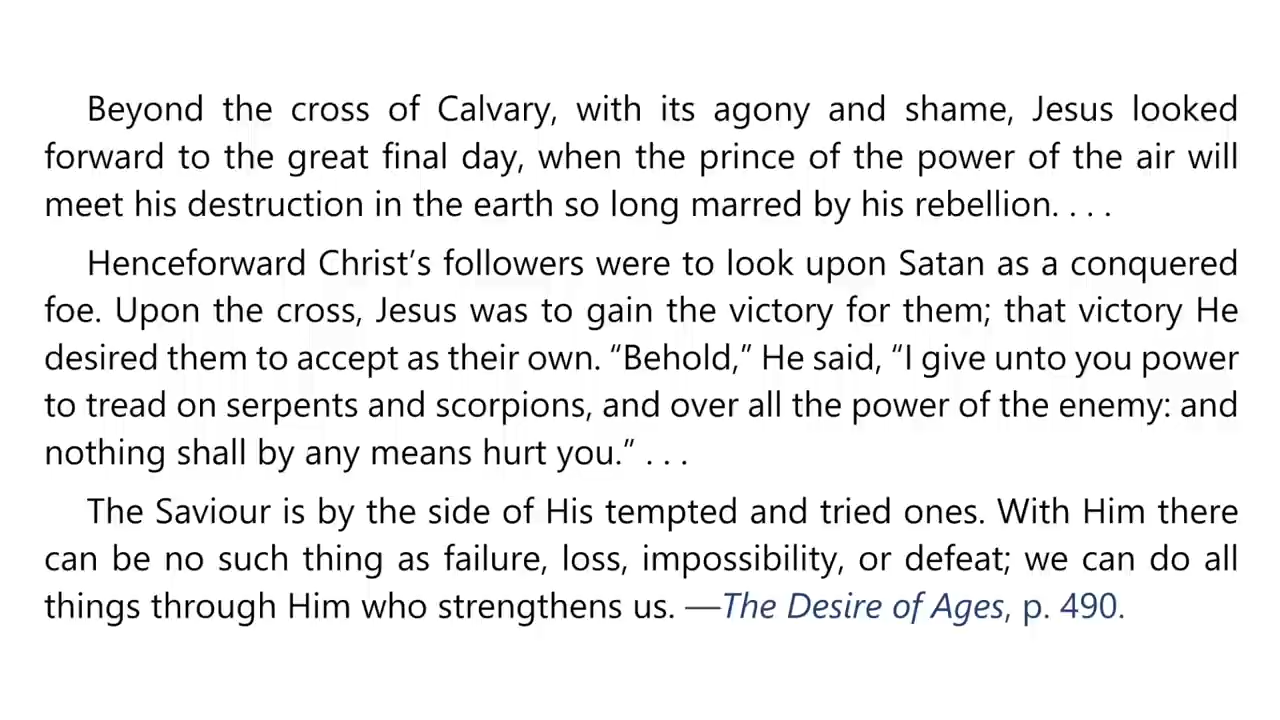 Beyond the cross of Calvary, with its agony and shame, Jesus looked
forward to the great final day, when the prince of the power of the air will
meet his destruction in the earth so long marred by his rebellion. . . .
Henceforward Christ’s followers were to look upon Satan as a conquered
foe. Upon the cross, Jesus was to gain the victory for them; that victory He
desired them to accept as their own. “Behold,” He said, “I give unto you power
to tread on serpents and scorpions, and over all the power of the enemy: and
nothing shall by any means hurt you.” . . .
The Saviour is by the side of His tempted and tried ones. With Him there
can be no such thing as failure, loss, impossibility, or defeat; we can do all
things through Him who strengthens us. —The Desire of Ages, p. 490.